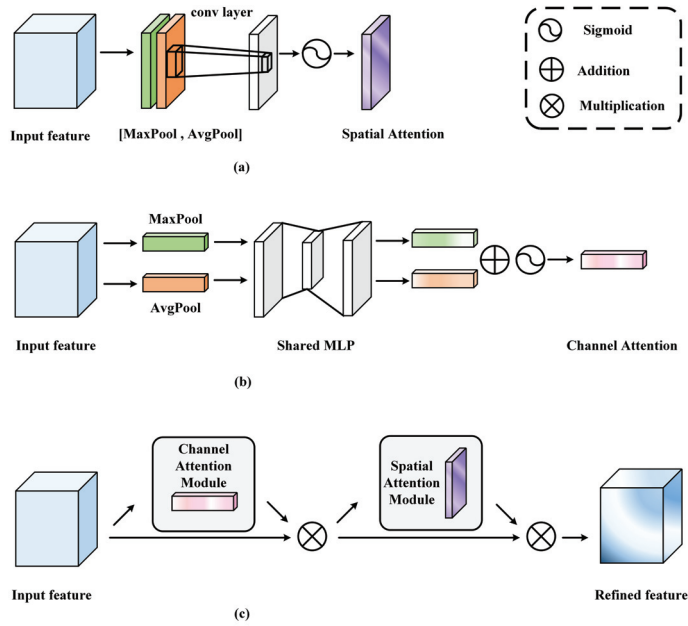 conv layer
Input feature
[MaxPool , AvgPool]
Spatial Attention
Sigmoid
Addition
Multiplication
(a)
MaxPool
AvgPool
Input feature
Shared MLP
Channel Attention
(b)
Channel
Attention
Module
Spatial
Attention
Module
Input feature
Refined feature
(c)